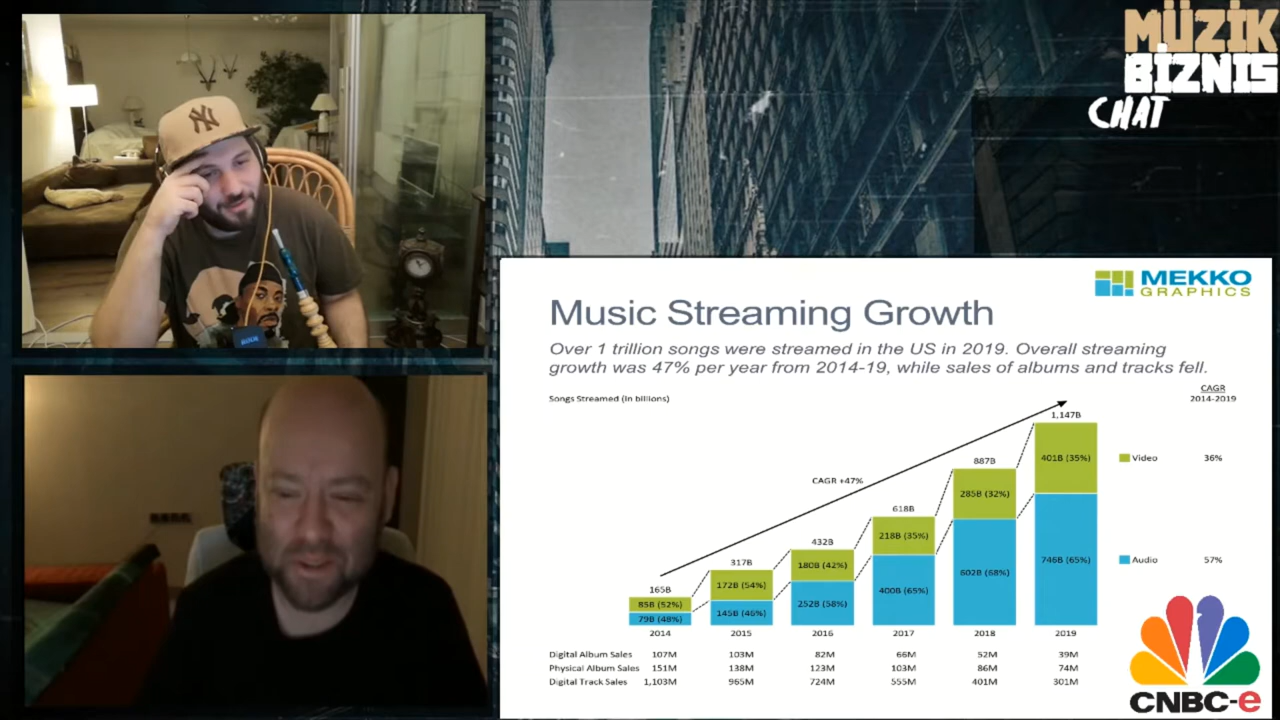 MÜZİK
BİZNIS
CHAT
NY
MEKKO
GRAPHICS
Music Streaming Growth
Over 1 trillion songs were streamed in the US in 2019. Overall streaming
growth was 47% per year from 2014-19, while sales of albums and tracks fell.
CAGR
Songs Streamed (in billions) 2014-2019
1,147B
401B (35%) Video 36%
887B
CAGR +47%
285B (32%)
618B
218B (35%)
432B
180B (42%)
317B
172B (54%)
165B
85B (52%)
746B (65%) Audio 57%
602B (68%)
400B (65%)
252B (58%)
145B (46%)
79B (48%)
2014 2015 2016 2017 2018 2019
Digital Album Sales 107M 103M 82M 66M 52M 39M
Physical Album Sales 151M 138M 123M 103M 86M 74M
Digital Track Sales 1,103M 965M 724M 555M 401M 301M
CNBC-e